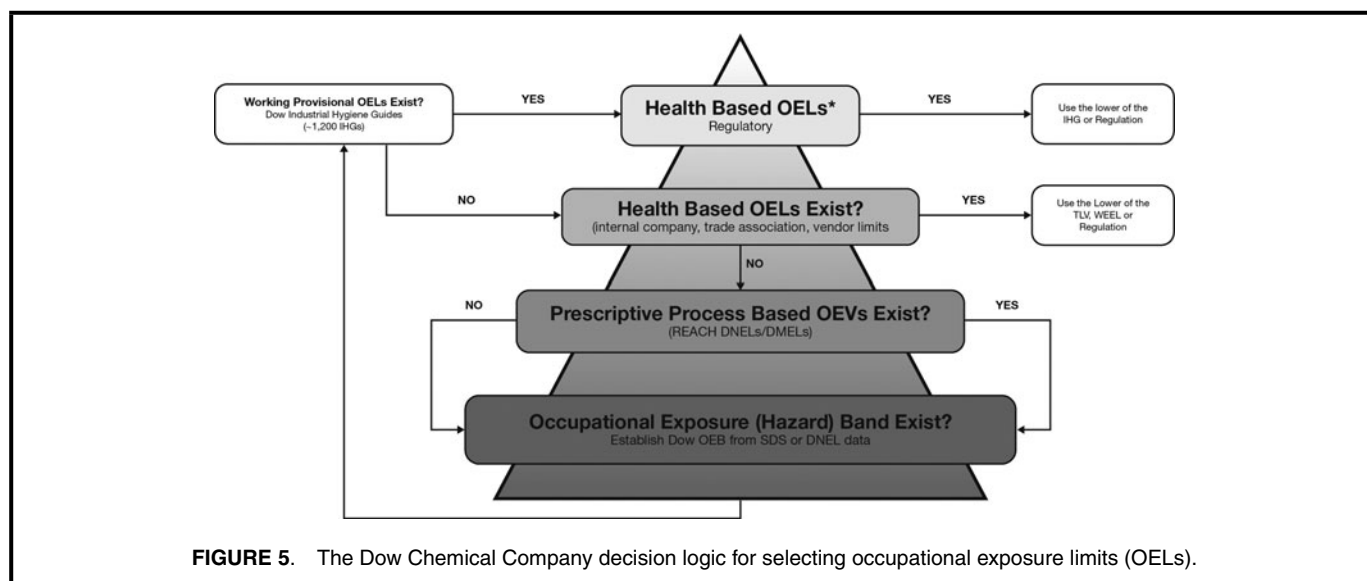 Working Provisional OELs Exist?
Dow Industrial Hygiene Guides
(~1,200 IHGs)
YES
Health Based OELs*
Regulatory
YES
Use the lower of the
IHG or Regulation
NO
Health Based OELs Exist?
(internal company, trade association, vendor limits
YES
Use the Lower of the
TLV, WEEL or
Regulation
NO
NO
Prescriptive Process Based OEVs Exist?
(REACH DNELs/DMELs)
YES
Occupational Exposure (Hazard) Band Exist?
Establish Dow OEB from SDS or DNEL data
FIGURE 5. The Dow Chemical Company decision logic for selecting occupational exposure limits (OELs).